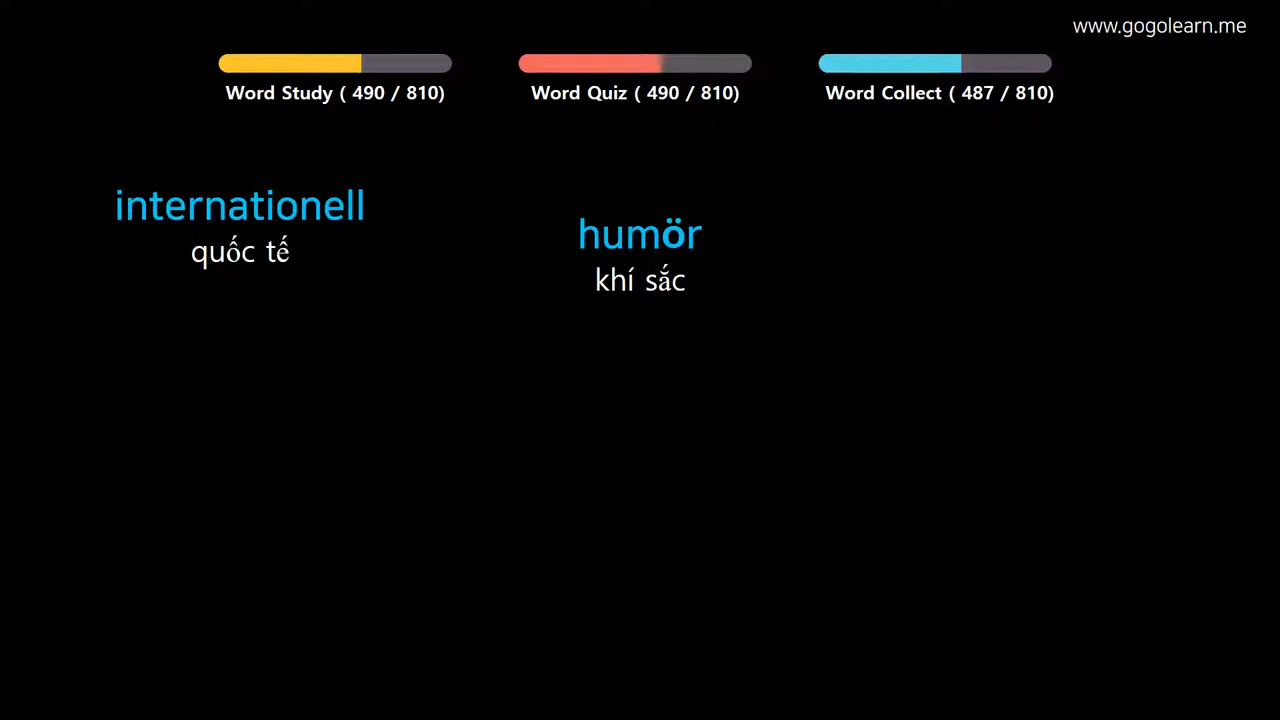 www.gogolearn.me
Word Study ( 490 / 810)
Word Quiz ( 490 / 810)
Word Collect ( 487 / 810)
internationell
quốc tế
humör
khí sắc